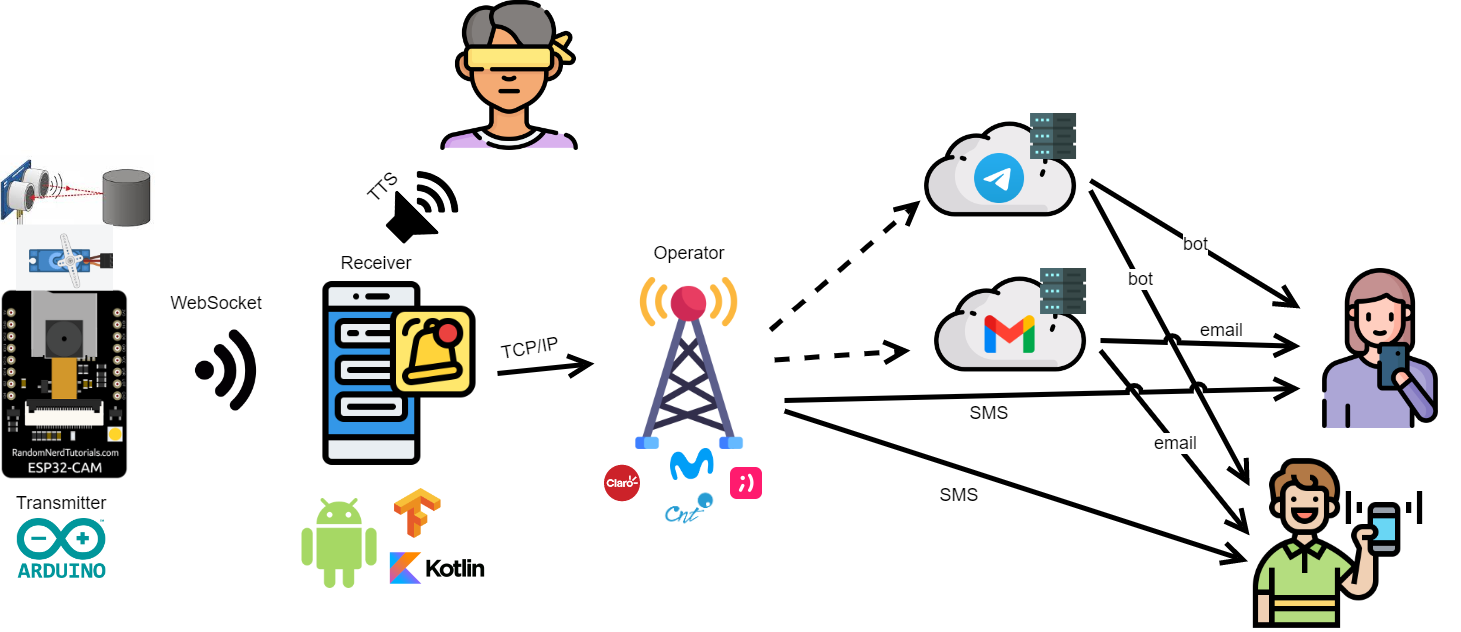 TTS
Receiver
Operator
WebSocket
TCP/IP
bot
bot
email
SMS
email
SMS
RandomNerdTutorials.com
ESP32-CAM
Transmitter
ARDUINO
Kotlin
Claro
Cnt